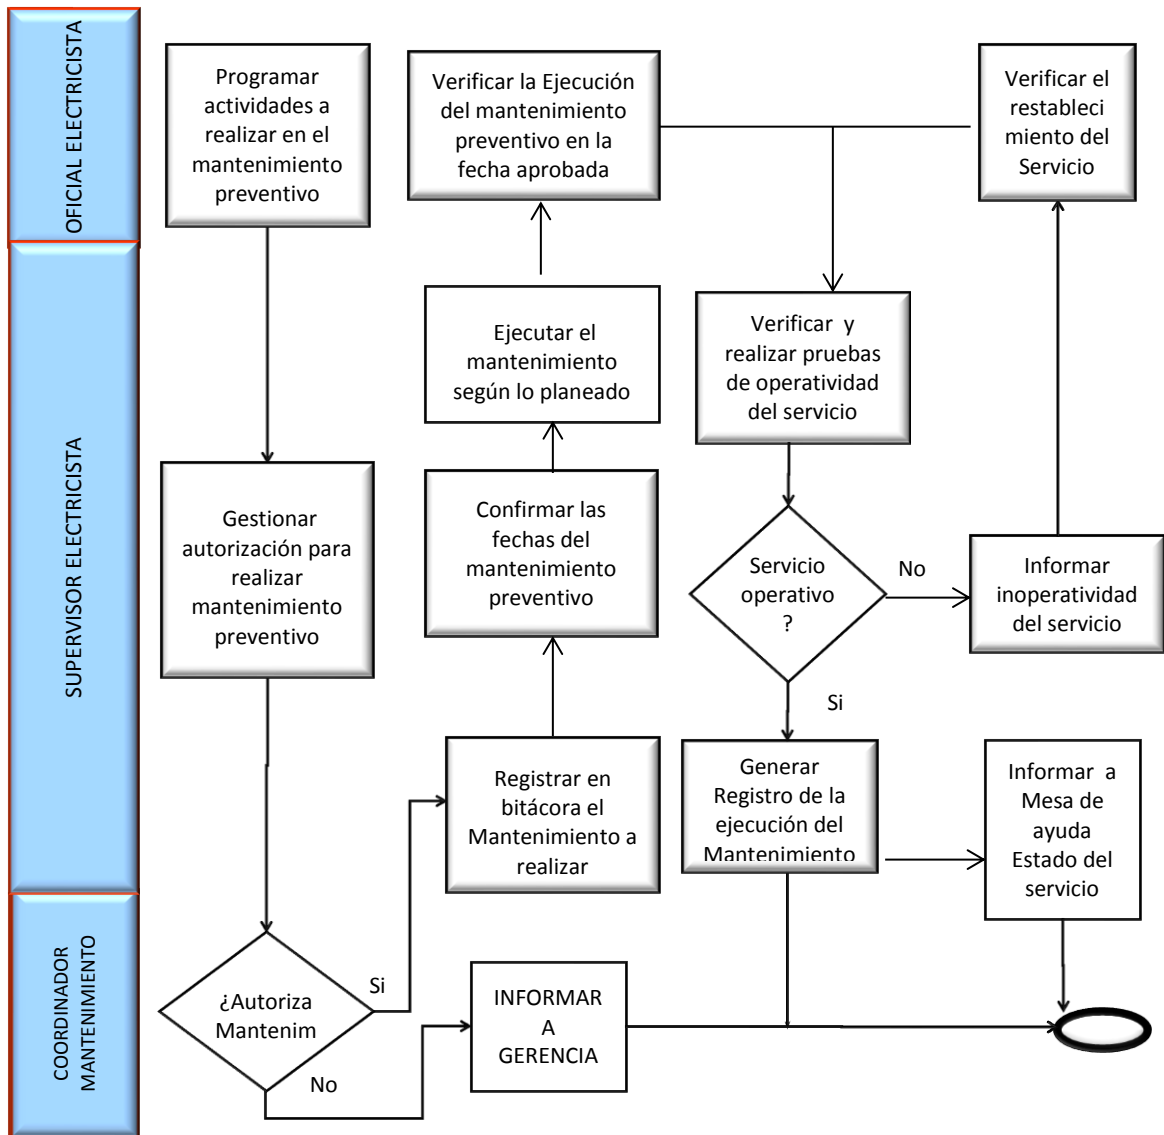 OFICIAL ELECTRICISTA
Programar
actividades a
realizar en el
mantenimiento
preventivo
Verificar la Ejecución
del mantenimiento
preventivo en la
fecha aprobada
Verificar el
restableci
miento del
Servicio
SUPERVISOR ELECTRICISTA
Ejecutar el
mantenimiento
según lo planeado
Verificar y
realizar pruebas
de operatividad
del servicio
Gestionar
autorización para
realizar
mantenimiento
preventivo
Confirmar las
fechas del
mantenimiento
preventivo
Servicio
operativo
?
No
Informar
inoperatividad
del servicio
Si
Registrar en
bitácora el
Mantenimiento a
realizar
Generar
Registro de la
ejecución del
Mantenimiento
Informar a
Mesa de
ayuda
Estado del
servicio
COORDINADOR
MANTENIMIENTO
¿Autoriza
Mantenim
Si
No
INFORMAR
A
GERENCIA